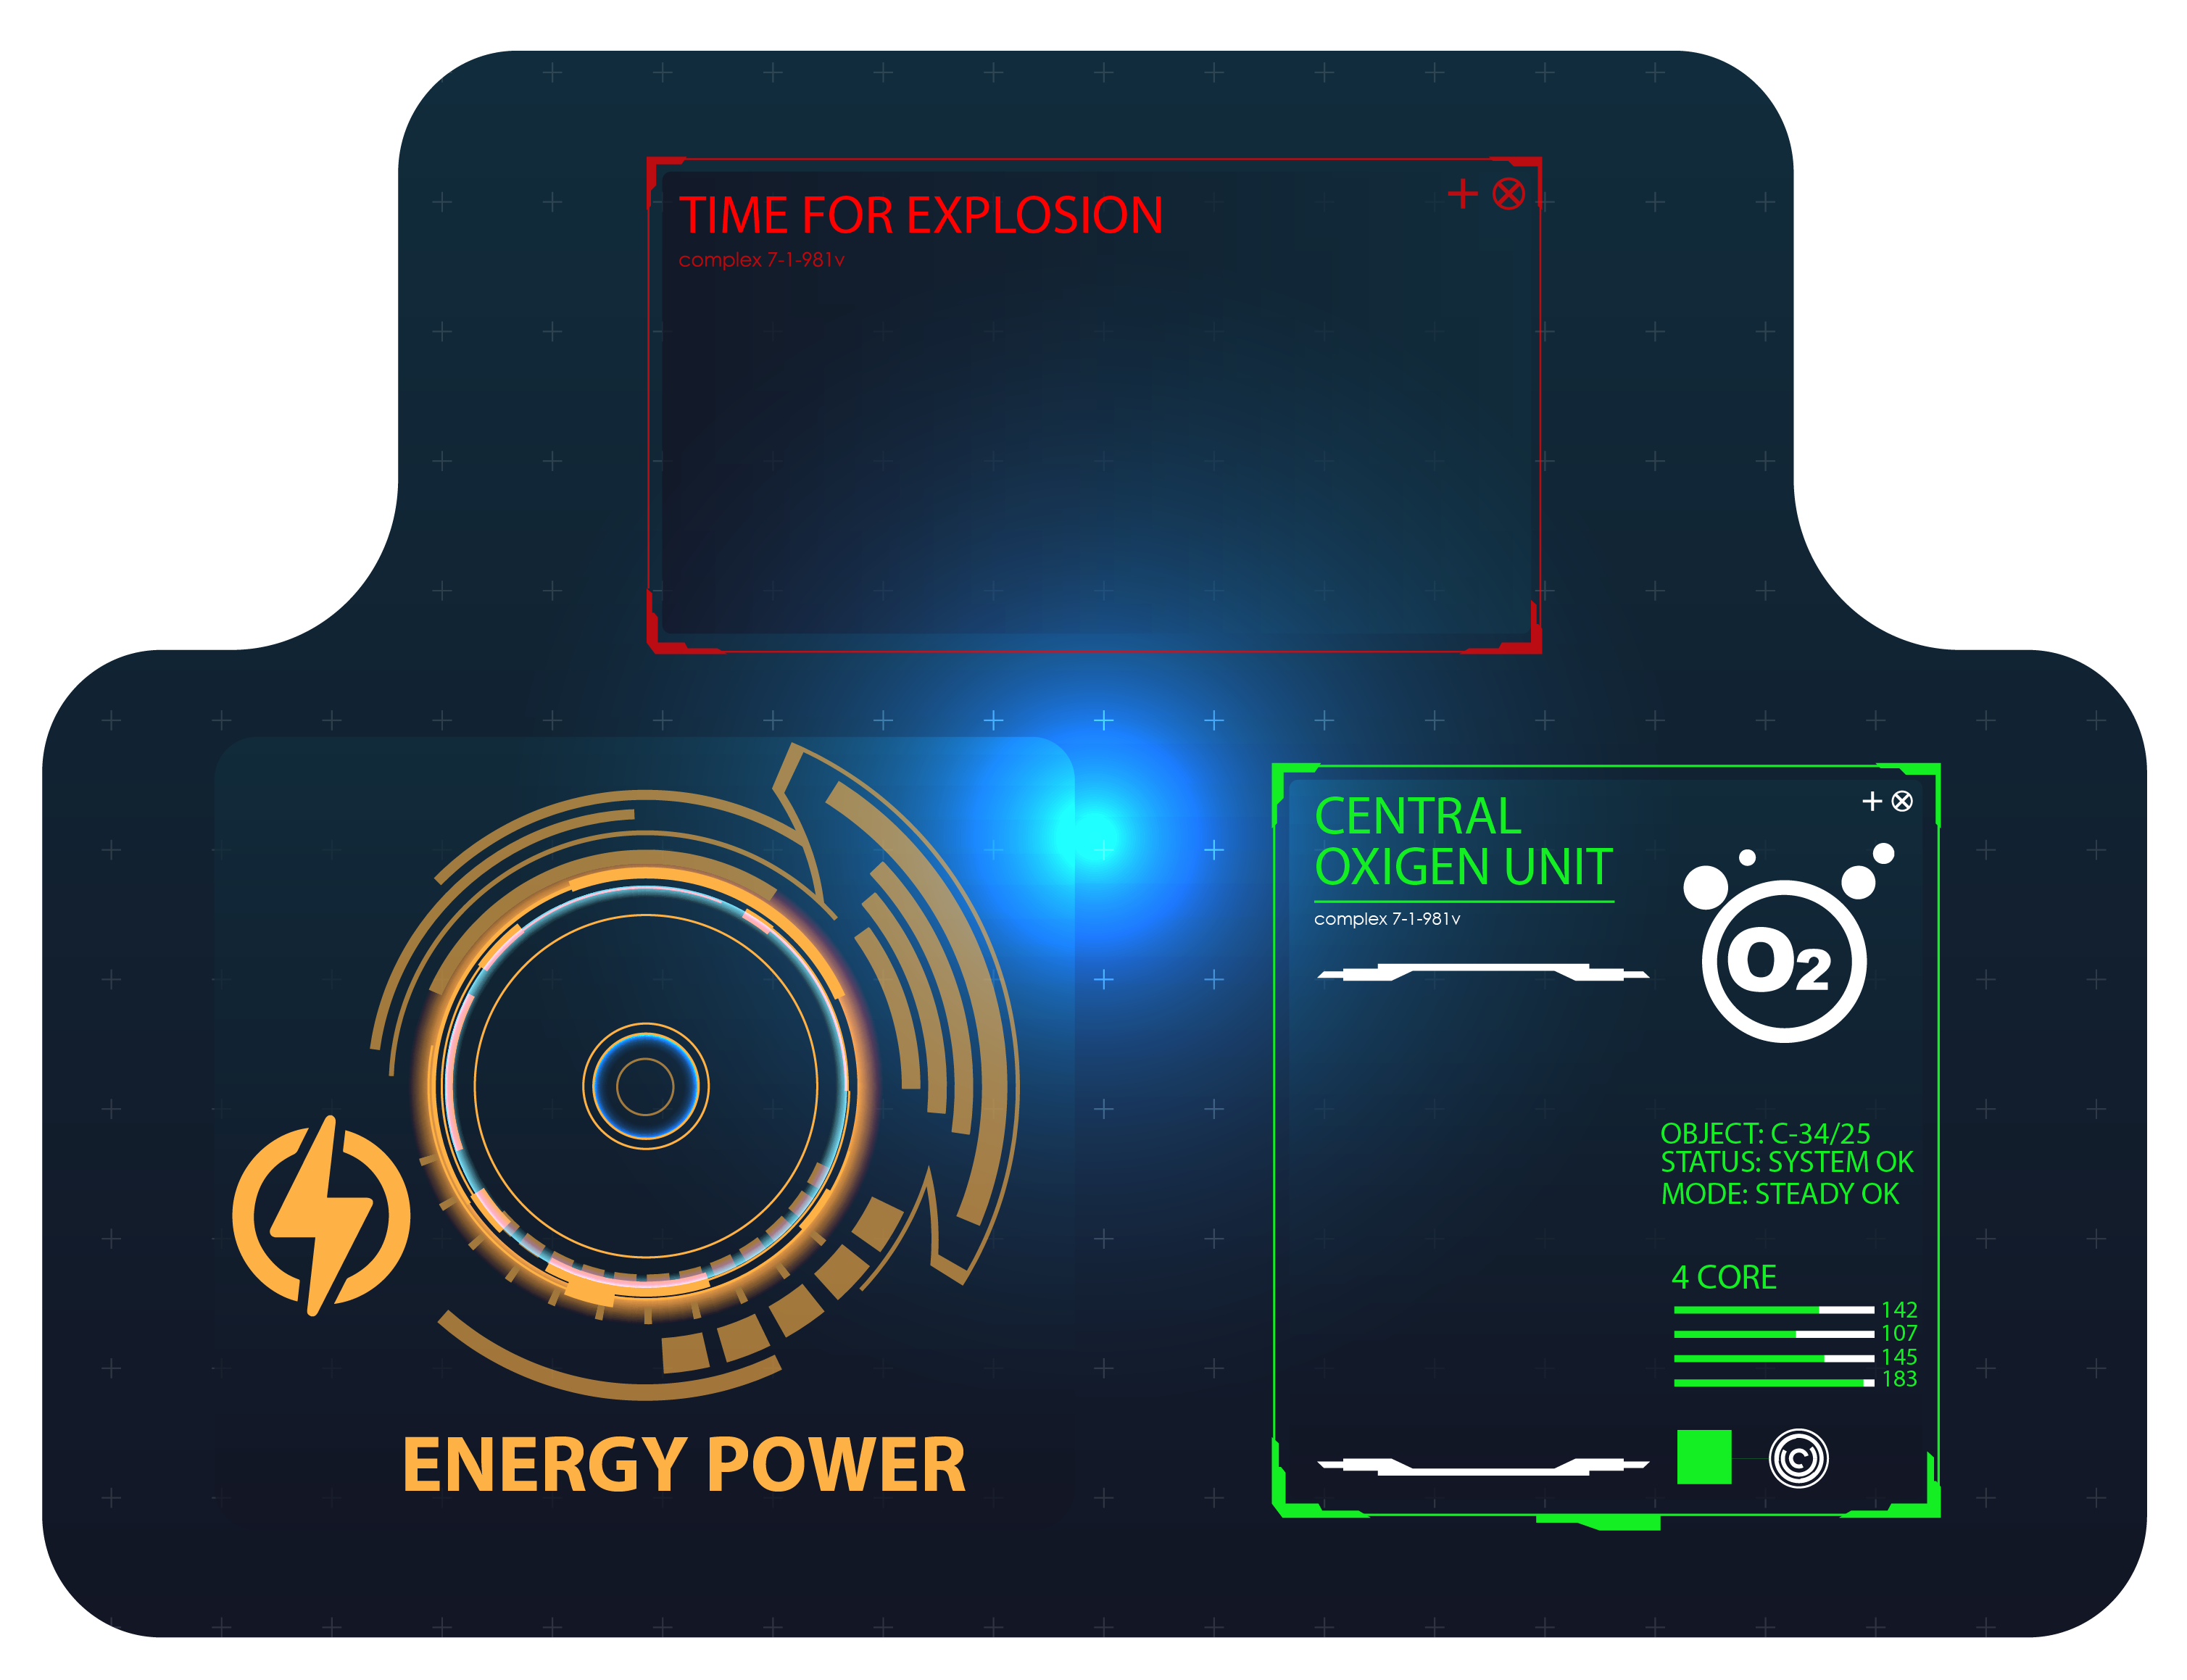 TIME FOR EXPLOSION
complex 7-1-981v
CENTRAL
OXIGEN UNIT
complex 7-1-981v
O2
OBJECT: C-34/25
STATUS: SYSTEM OK
MODE: STEADY OK
4 CORE
142
107
145
183
ENERGY POWER